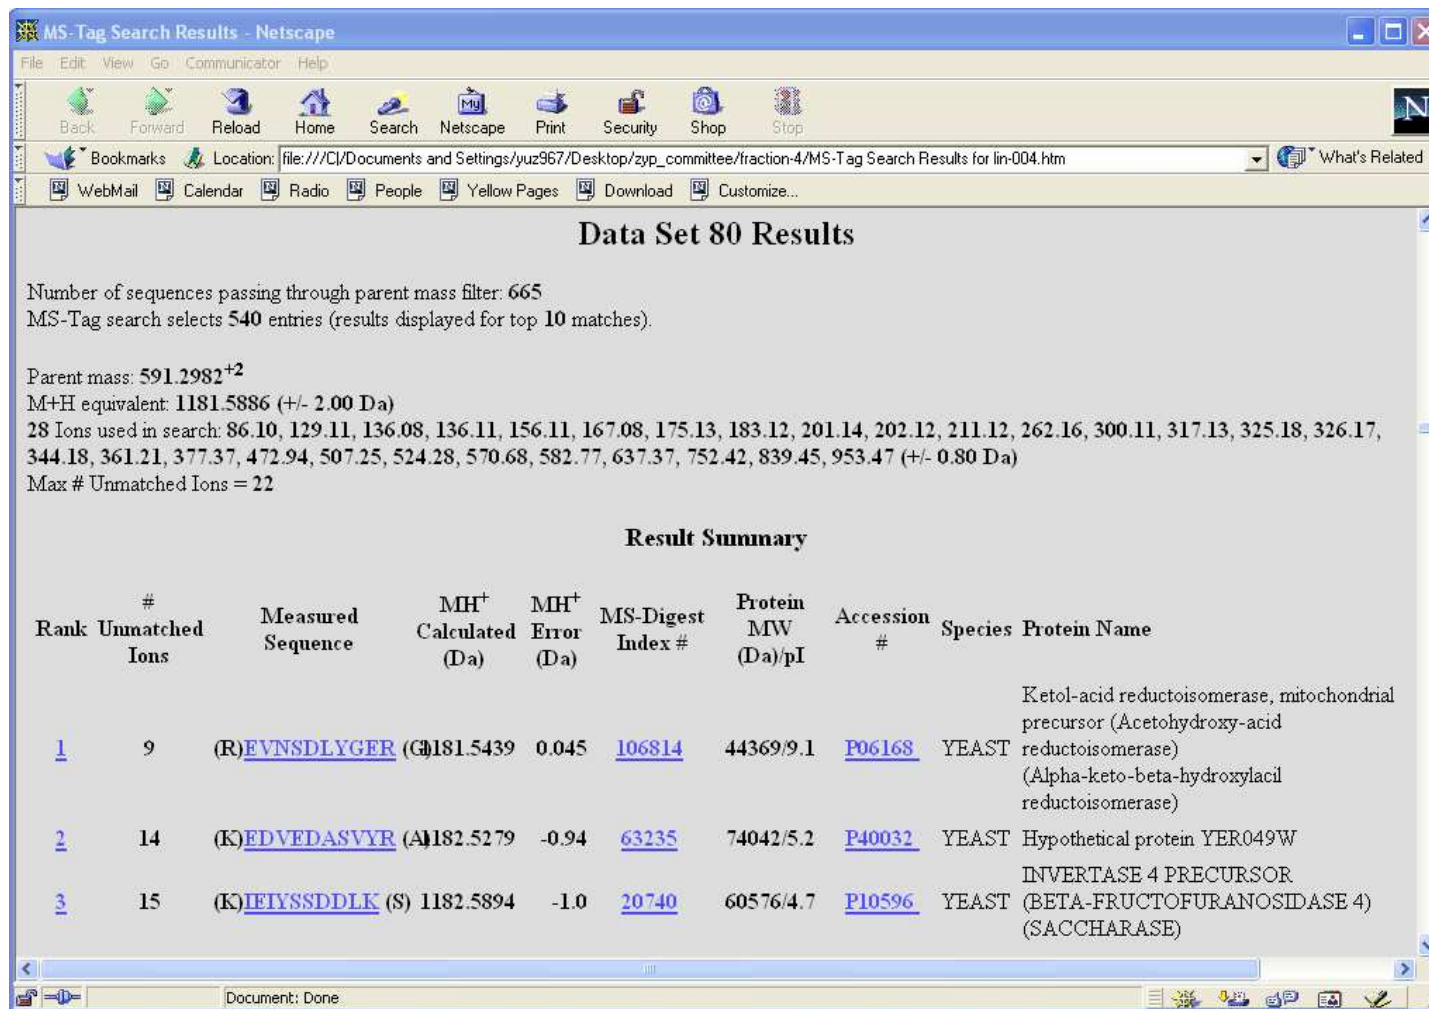 MS-Tag Search Results - Netscape
File Edit View Go Communicator Help
Back Forward Reload Home Search Netscape Print Security Shop Stop
Bookmarks Location: file:///C|/Documents and Settings/yuz967/Desktop/zyp_committee/fraction-4/MS-Tag Search Results for lin-004.htm What's Related
WebMail Calendar Radio People Yellow Pages Download Customize...
Data Set 80 Results
Number of sequences passing through parent mass filter: 665
MS-Tag search selects 540 entries (results displayed for top 10 matches).
Parent mass: 591.2982+2
M+H equivalent: 1181.5886 (+/- 2.00 Da)
28 Ions used in search: 86.10, 129.11, 136.08, 136.11, 156.11, 167.08, 175.13, 183.12, 201.14, 202.12, 211.12, 262.16, 300.11, 317.13, 325.18, 326.17,
344.18, 361.21, 377.37, 472.94, 507.25, 524.28, 570.68, 582.77, 637.37, 752.42, 839.45, 953.47 (+/- 0.80 Da)
Max # Unmatched Ions = 22
Result Summary
Rank # Unmatched Ions Measured Sequence MH+ Calculated (Da) MH+ Error (Da) MS-Digest Index # Protein MW (Da)/pI Accession # Species Protein Name
1 9 (R)EVNSDLYGER (G) 1181.5439 0.045 106814 44369/9.1 P06168 YEAST Ketol-acid reductoisomerase, mitochondrial
precursor (Acetohydroxy-acid
reductoisomerase)
(Alpha-keto-beta-hydroxylacil
reductoisomerase)
2 14 (K)EDVEDASVYR (A) 1182.5279 -0.94 63235 74042/5.2 P40032 YEAST Hypothetical protein YER049W
3 15 (K)IEIYSSDDLK (S) 1182.5894 -1.0 20740 60576/4.7 P10596 YEAST INVERTASE 4 PRECURSOR
(BETA-FRUCTOFURANOSIDASE 4)
(SACCHARASE)
Document: Done